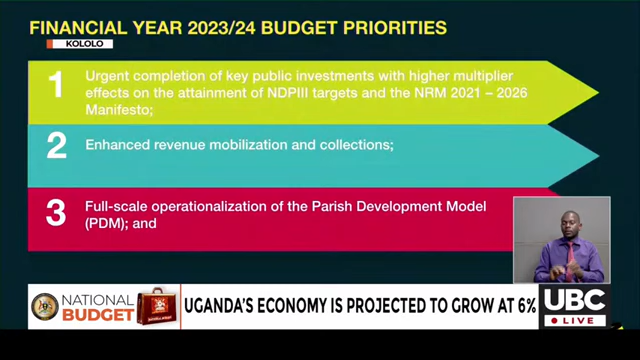 FINANCIAL YEAR 2023/24 BUDGET PRIORITIES
KOLOLO
1
Urgent completion of key public investments with higher multiplier
effects on the attainment of NDPIII targets and the NRM 2021 – 2026
Manifesto;
2
Enhanced revenue mobilization and collections;
3
Full-scale operationalization of the Parish Development Model
(PDM); and
NATIONAL
BUDGET
UGANDA'S ECONOMY IS PROJECTED TO GROW AT 6%
UBC
LIVE